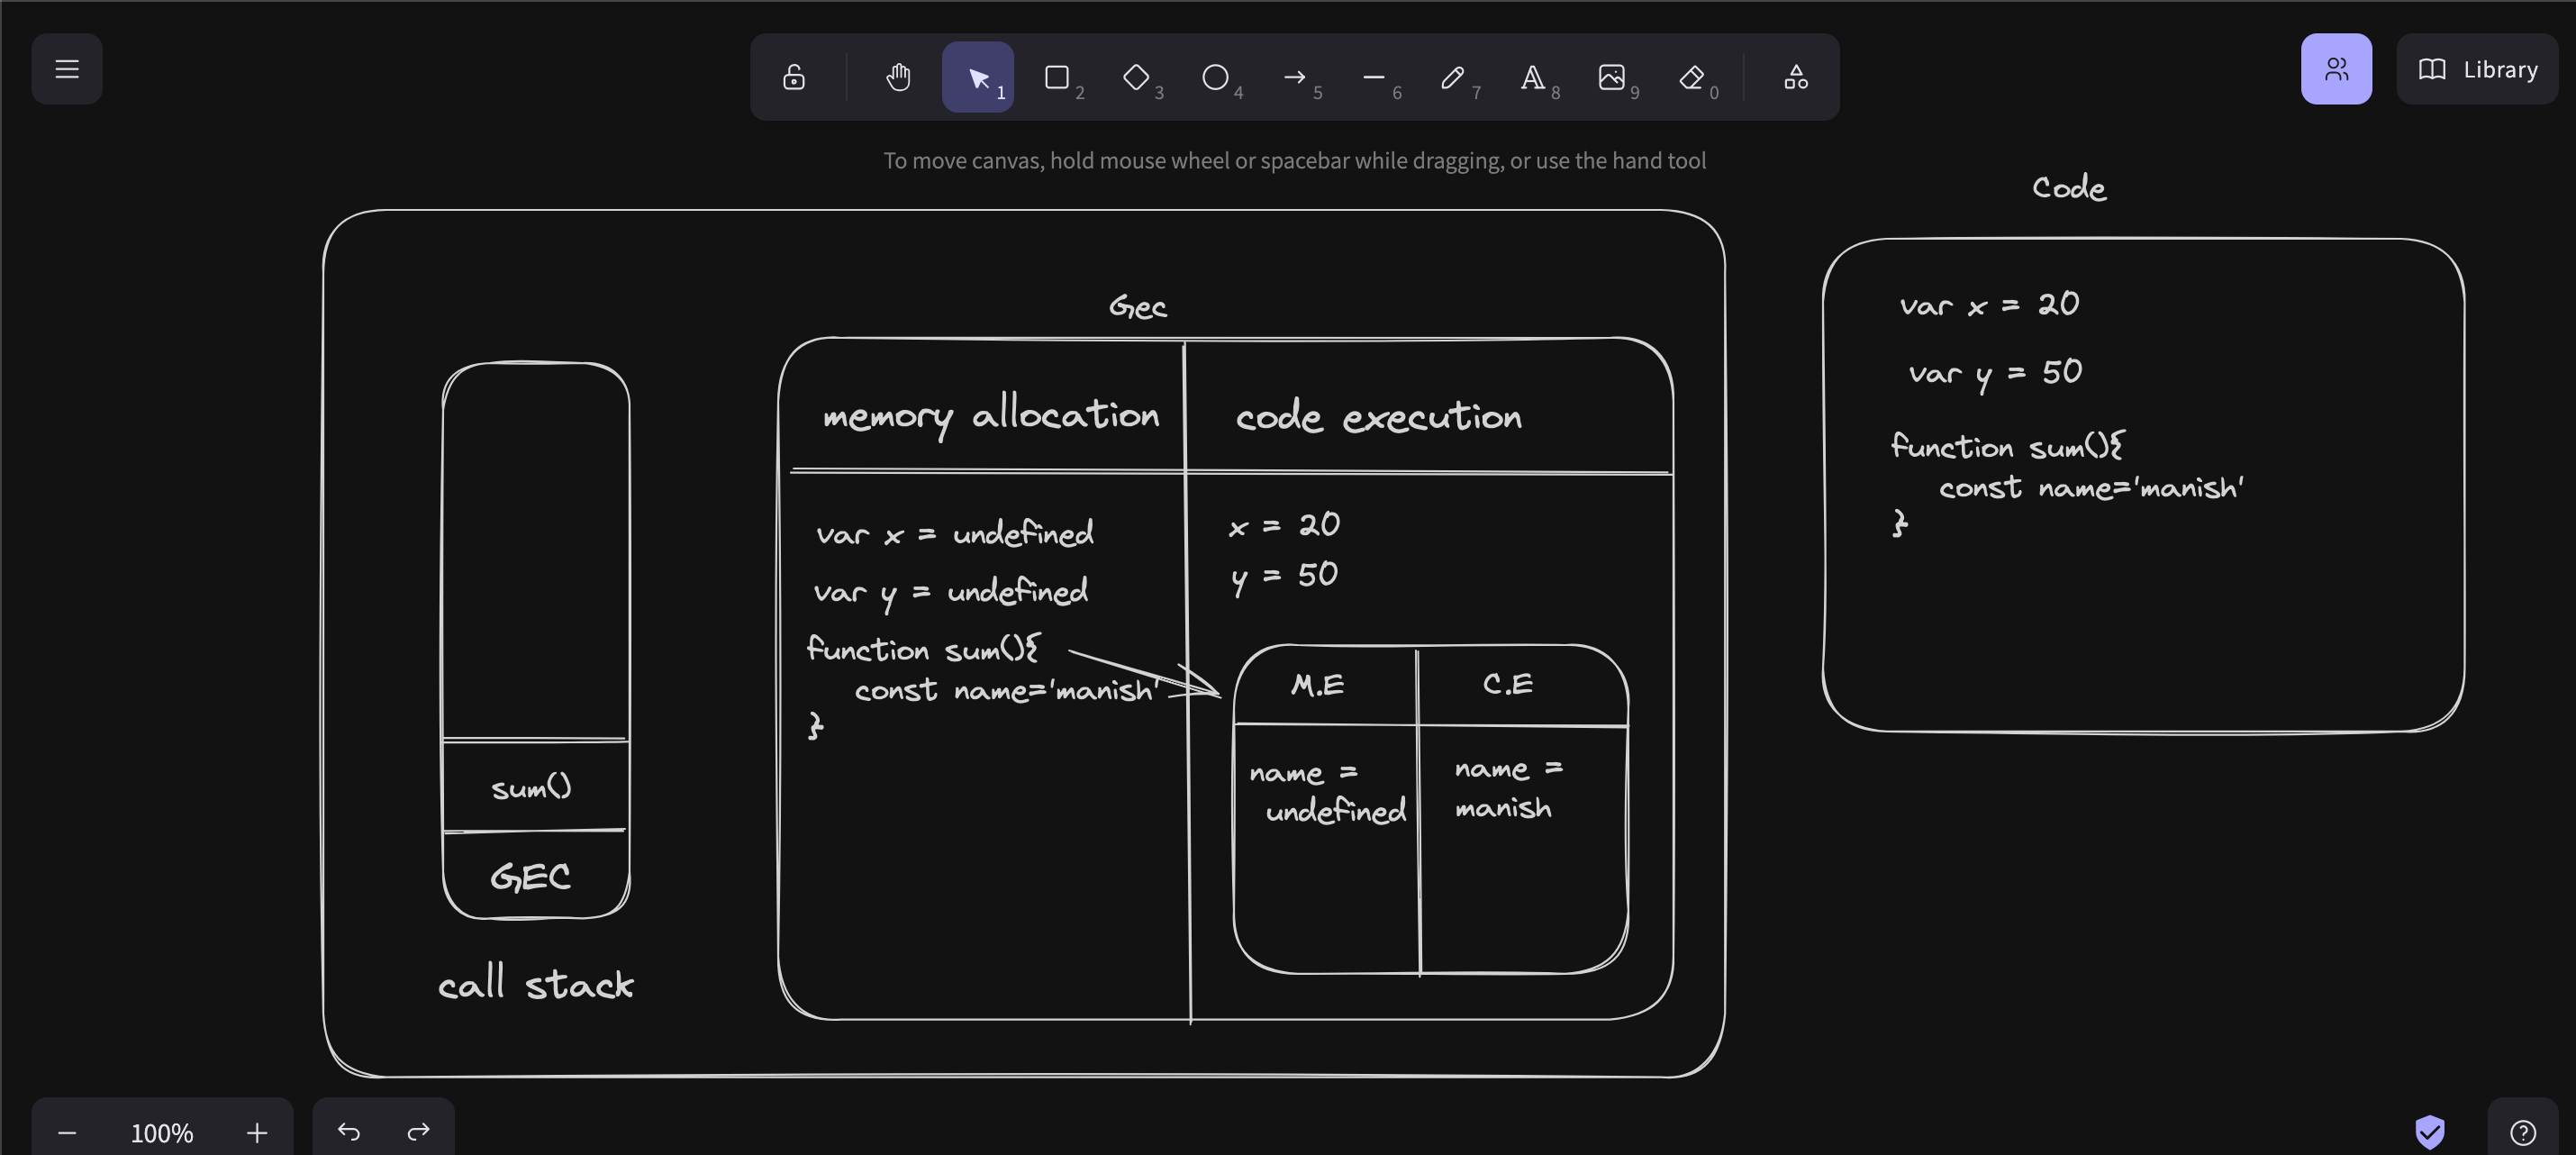 1
2
3
4
5
6
7
8
9
0
Library
To move canvas, hold mouse wheel or spacebar while dragging, or use the hand tool
Gec
memory allocation
code execution
var x = undefined
var y = undefined
function sum(){
const name='manish'
}
x = 20
y = 50
M.E
C.E
name =
undefined
name =
manish
sum()
GEC
call stack
Code
var x = 20
var y = 50
function sum(){
const name='manish'
}
100%